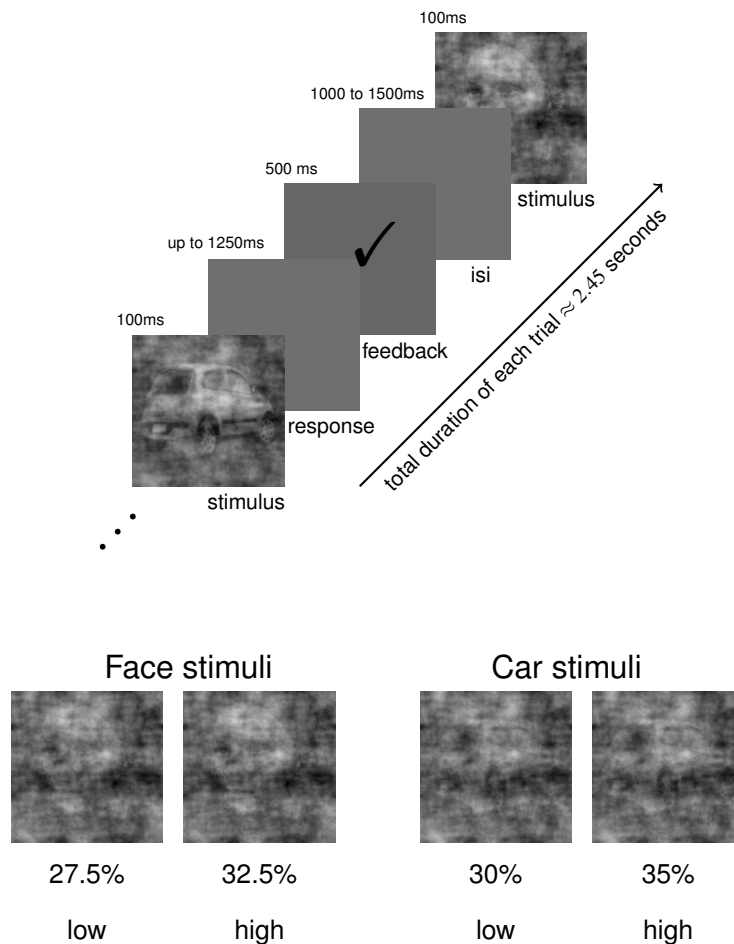 100ms
1000 to 1500ms
500 ms
stimulus
up to 1250ms
isi
100ms
feedback
response
stimulus
total duration of each trial ≈ 2.45 seconds
Face stimuli
Car stimuli
27.5%
32.5%
30%
35%
low
high
low
high